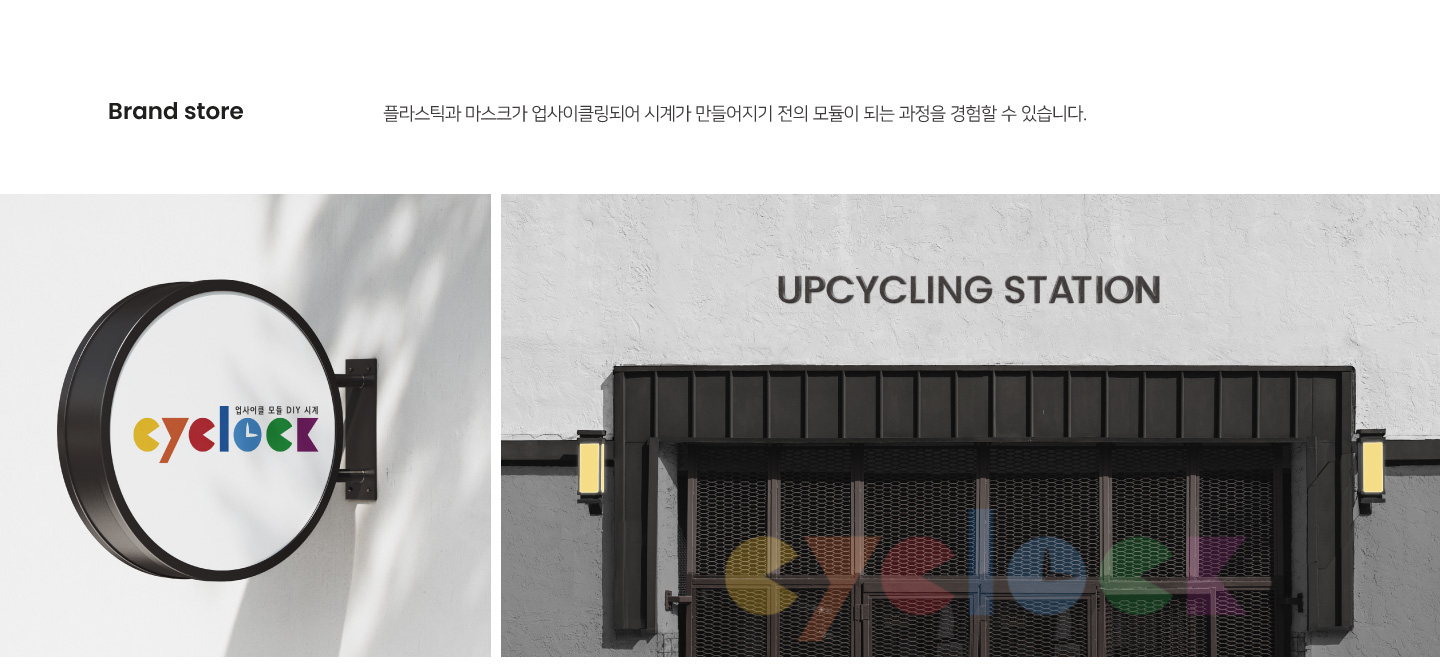 Brand store
플라스틱과 마스크가 업사이클링되어 시계가 만들어지기 전의 모듈이 되는 과정을 경험할 수 있습니다.
업사이클 모듈 DIY 시계
cyclock
UPCYCLING STATION
cyclock